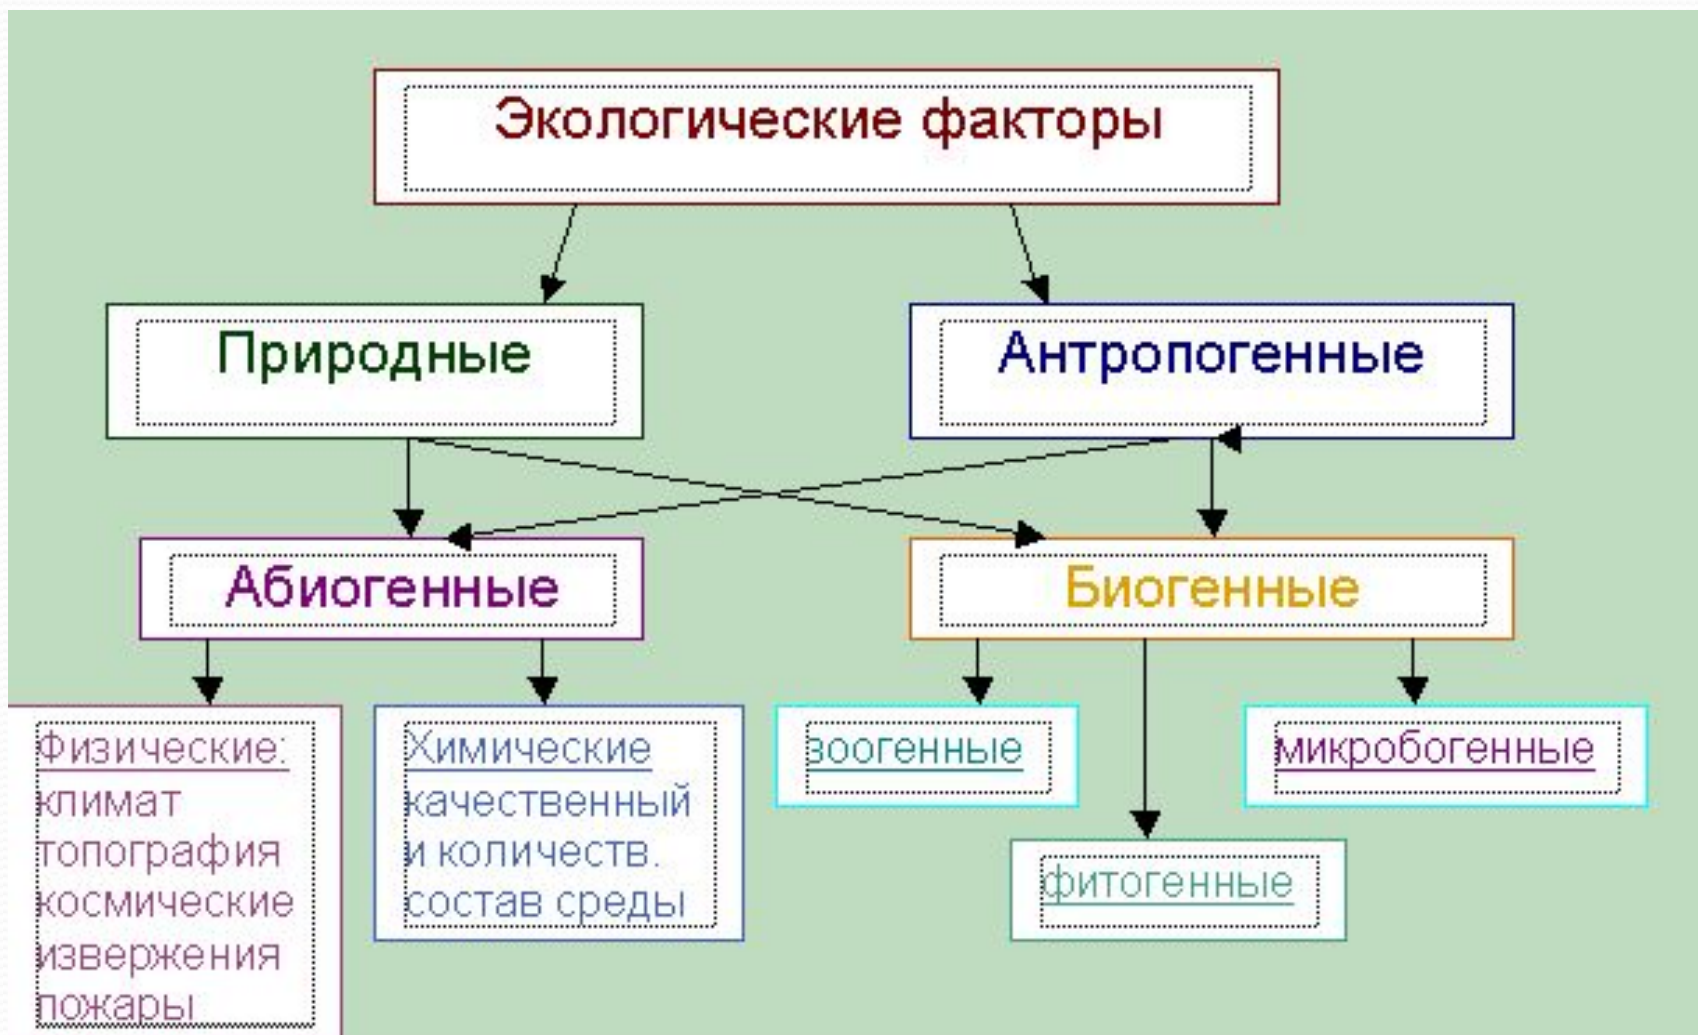 Экологические факторы
Природные
Антропогенные
Абиогенные
Биогенные
Физические:
климат
топография
космические
извержения
пожары
Химические
качественный
и количеств.
состав среды
зоогенные
микробогенные
фитогенные